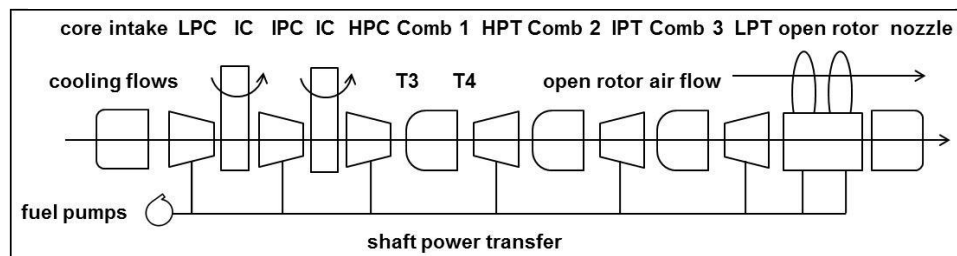 core intake LPC IC IPC IC HPC Comb 1 HPT Comb 2 IPT Comb 3 LPT open rotor nozzle
cooling flows T3 T4 open rotor air flow
fuel pumps
shaft power transfer